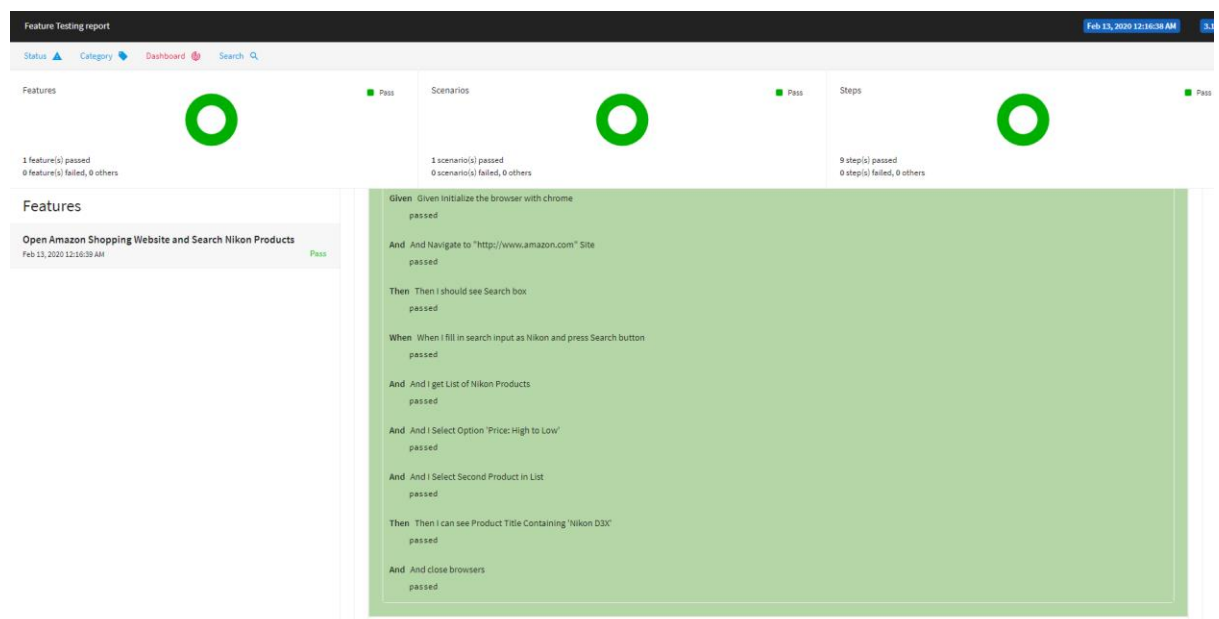 Feature Testing report
Feb 13, 2020 12:16:38 AM
3.1
Status
Category
Dashboard
Search
Features
Pass
1 feature(s) passed
0 feature(s) failed, 0 others
Scenarios
Pass
1 scenario(s) passed
0 scenario(s) failed, 0 others
Steps
Pass
9 step(s) passed
0 step(s) failed, 0 others
Features
Open Amazon Shopping Website and Search Nikon Products
Feb 13, 2020 12:16:39 AM
Pass
Given Given Initialize the browser with chrome
passed
And And Navigate to "http://www.amazon.com" Site
passed
Then Then I should see Search box
passed
When When I fill in search input as Nikon and press Search button
passed
And And I get List of Nikon Products
passed
And And I Select Option 'Price: High to Low'
passed
And And I Select Second Product in List
passed
Then Then I can see Product Title Containing 'Nikon D3X'
passed
And And close browsers
passed